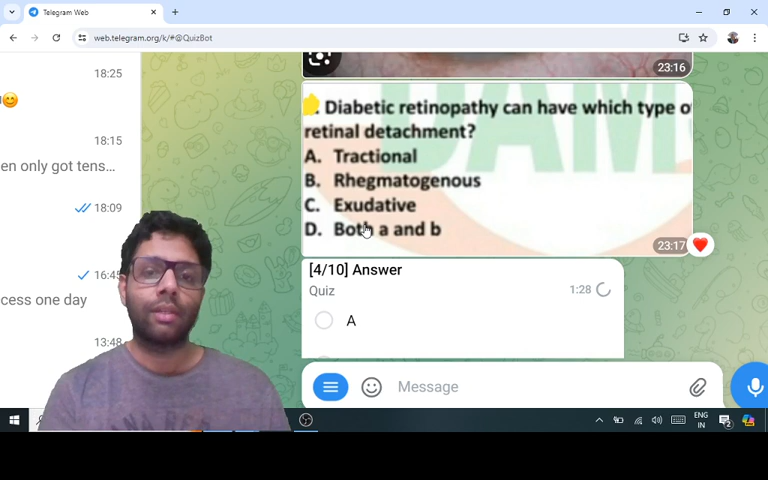 Telegram Web
web.telegram.org/k/#@QuizBot
18:25
18:15
en only got tens...
18:09
16:45
cess one day
13:48
23:16
. Diabetic retinopathy can have which type o
retinal detachment?
A. Tractional
B. Rhegmatogenous
C. Exudative
D. Both a and b
23:17
[4/10] Answer
Quiz
1:28
A
Message
ENG
IN
2